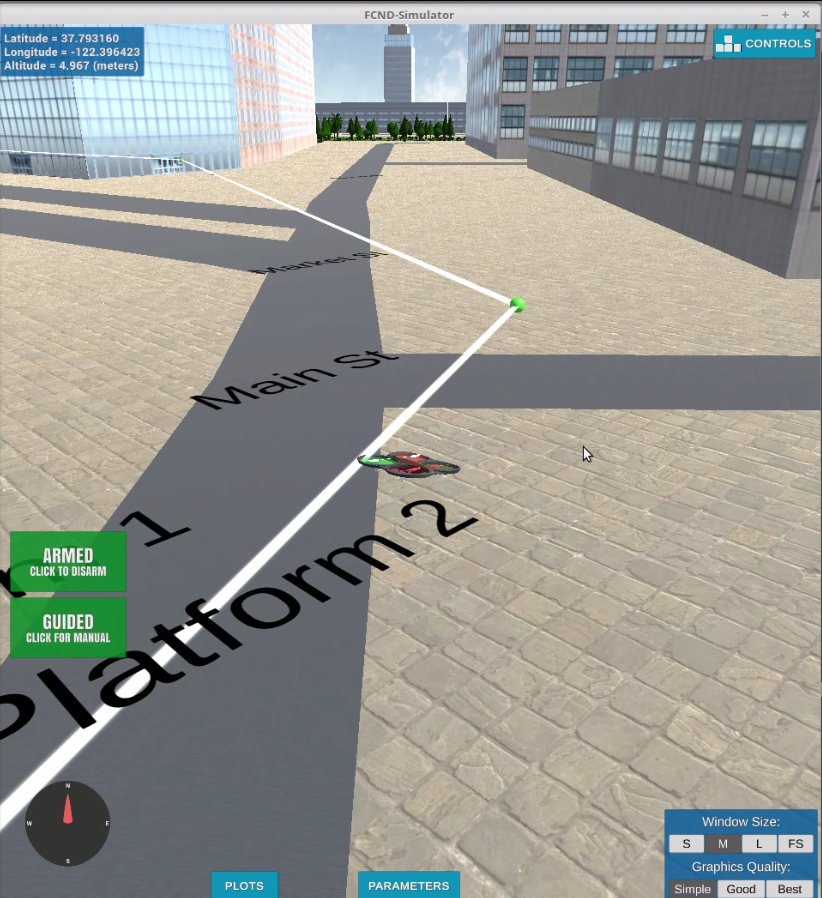 FCND-Simulator
Latitude = 37.793160
Longitude = -122.396423
Altitude = 4.967 (meters)
CONTROLS
Market St
Main St
1
Platform 2
ARMED
CLICK TO DISARM
GUIDED
CLICK FOR MANUAL
N
W
E
S
PLOTS
PARAMETERS
Window Size:
S M L FS
Graphics Quality:
Simple Good Best